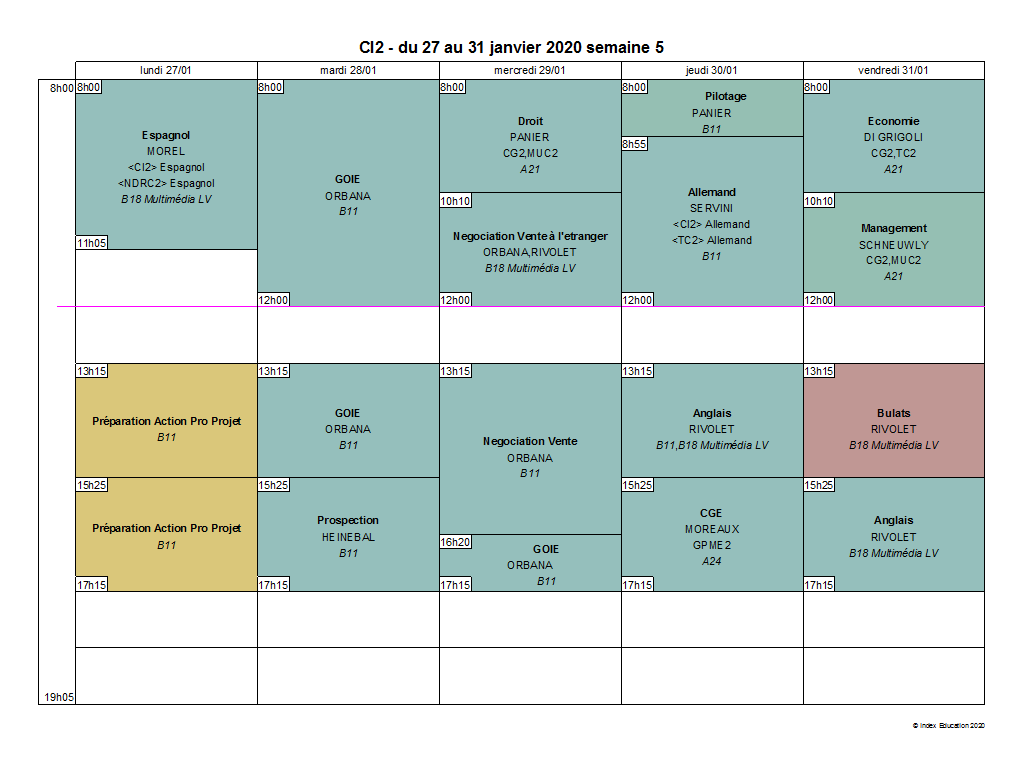 CI2 - du 27 au 31 janvier 2020 semaine 5
lundi 27/01
mardi 28/01
mercredi 29/01
jeudi 30/01
vendredi 31/01
8h00
19h05
8h00
Espagnol
MOREL
<CI2> Espagnol
<NDRC2> Espagnol
B18 Multimédia LV
11h05
13h15
Préparation Action Pro Projet
B11
15h25
Préparation Action Pro Projet
B11
17h15
8h00
GOIE
ORBANA
B11
12h00
13h15
GOIE
ORBANA
B11
15h25
Prospection
HEINEBAL
B11
17h15
8h00
Droit
PANIER
CG2,MUC2
A21
10h10
Negociation Vente à l'etranger
ORBANA,RIVOLET
B18 Multimédia LV
12h00
13h15
Negociation Vente
ORBANA
B11
16h20
GOIE
ORBANA
B11
17h15
8h00
Pilotage
PANIER
B11
8h55
Allemand
SERVINI
<CI2> Allemand
<TC2> Allemand
B11
12h00
13h15
Anglais
RIVOLET
B11,B18 Multimédia LV
15h25
CGE
MOREAUX
GPME2
A24
17h15
8h00
Economie
DI GRIGOLI
CG2,TC2
A21
10h10
Management
SCHNEUWLY
CG2,MUC2
A21
12h00
13h15
Bulats
RIVOLET
B18 Multimédia LV
15h25
Anglais
RIVOLET
B18 Multimédia LV
17h15
© Index Education 2020